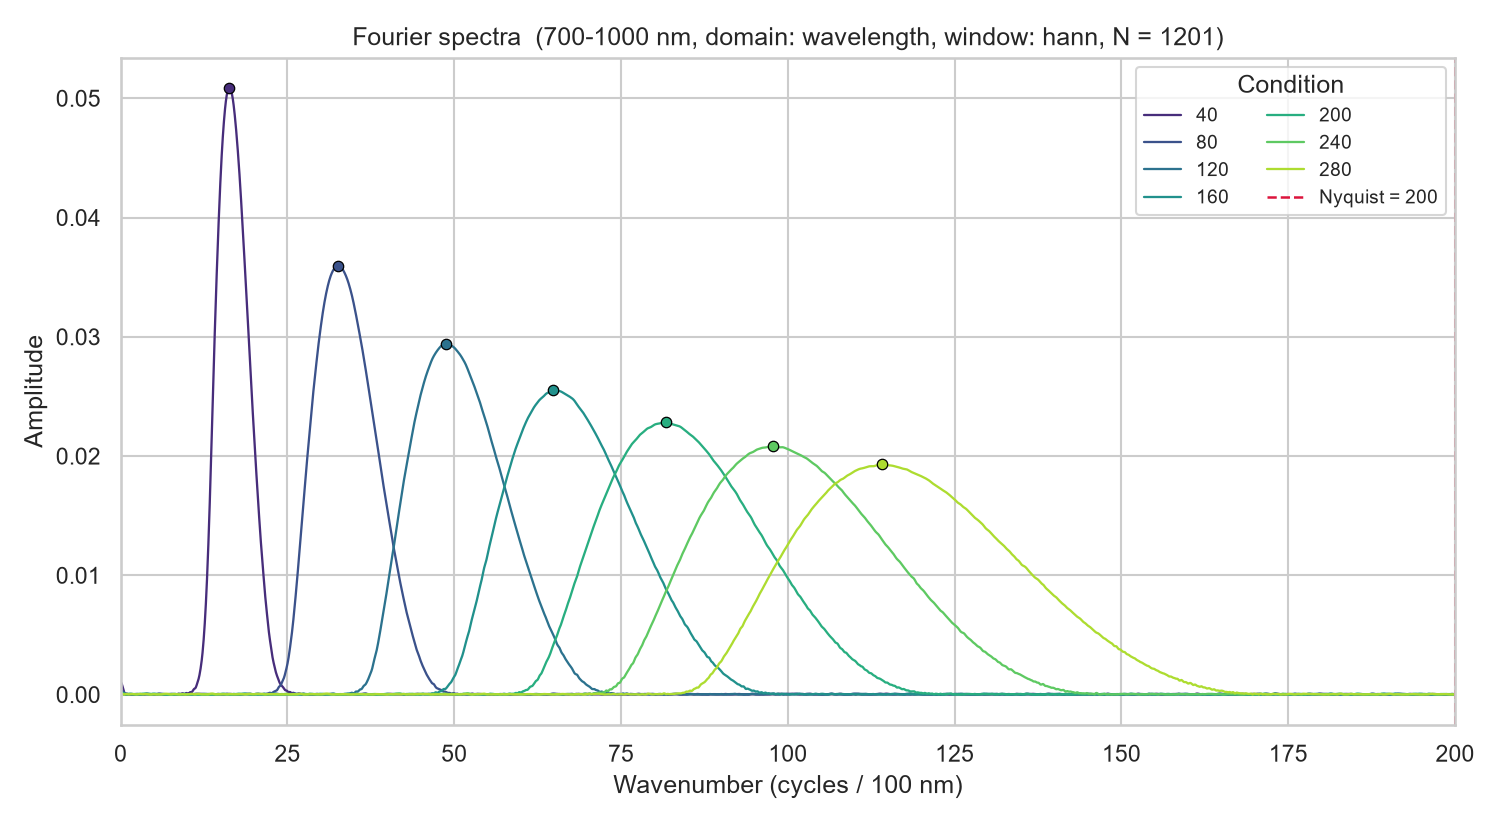 Fourier spectra  (700-1000 nm, domain: wavelength, window: hann, N = 1201)
Condition
40
80
120
160
200
240
280
Nyquist = 200
Amplitude
0.05
0.04
0.03
0.02
0.01
0.00
0 25 50 75 100 125 150 175 200
Wavenumber (cycles / 100 nm)